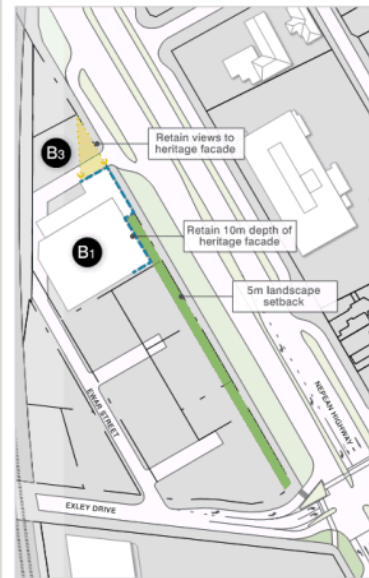 Retain views to
heritage facade
B3
Retain 10m depth of
heritage facade
B1
5m landscape
setback
EWAR STREET
NEPEAN HIGHWAY
EXLEY DRIVE